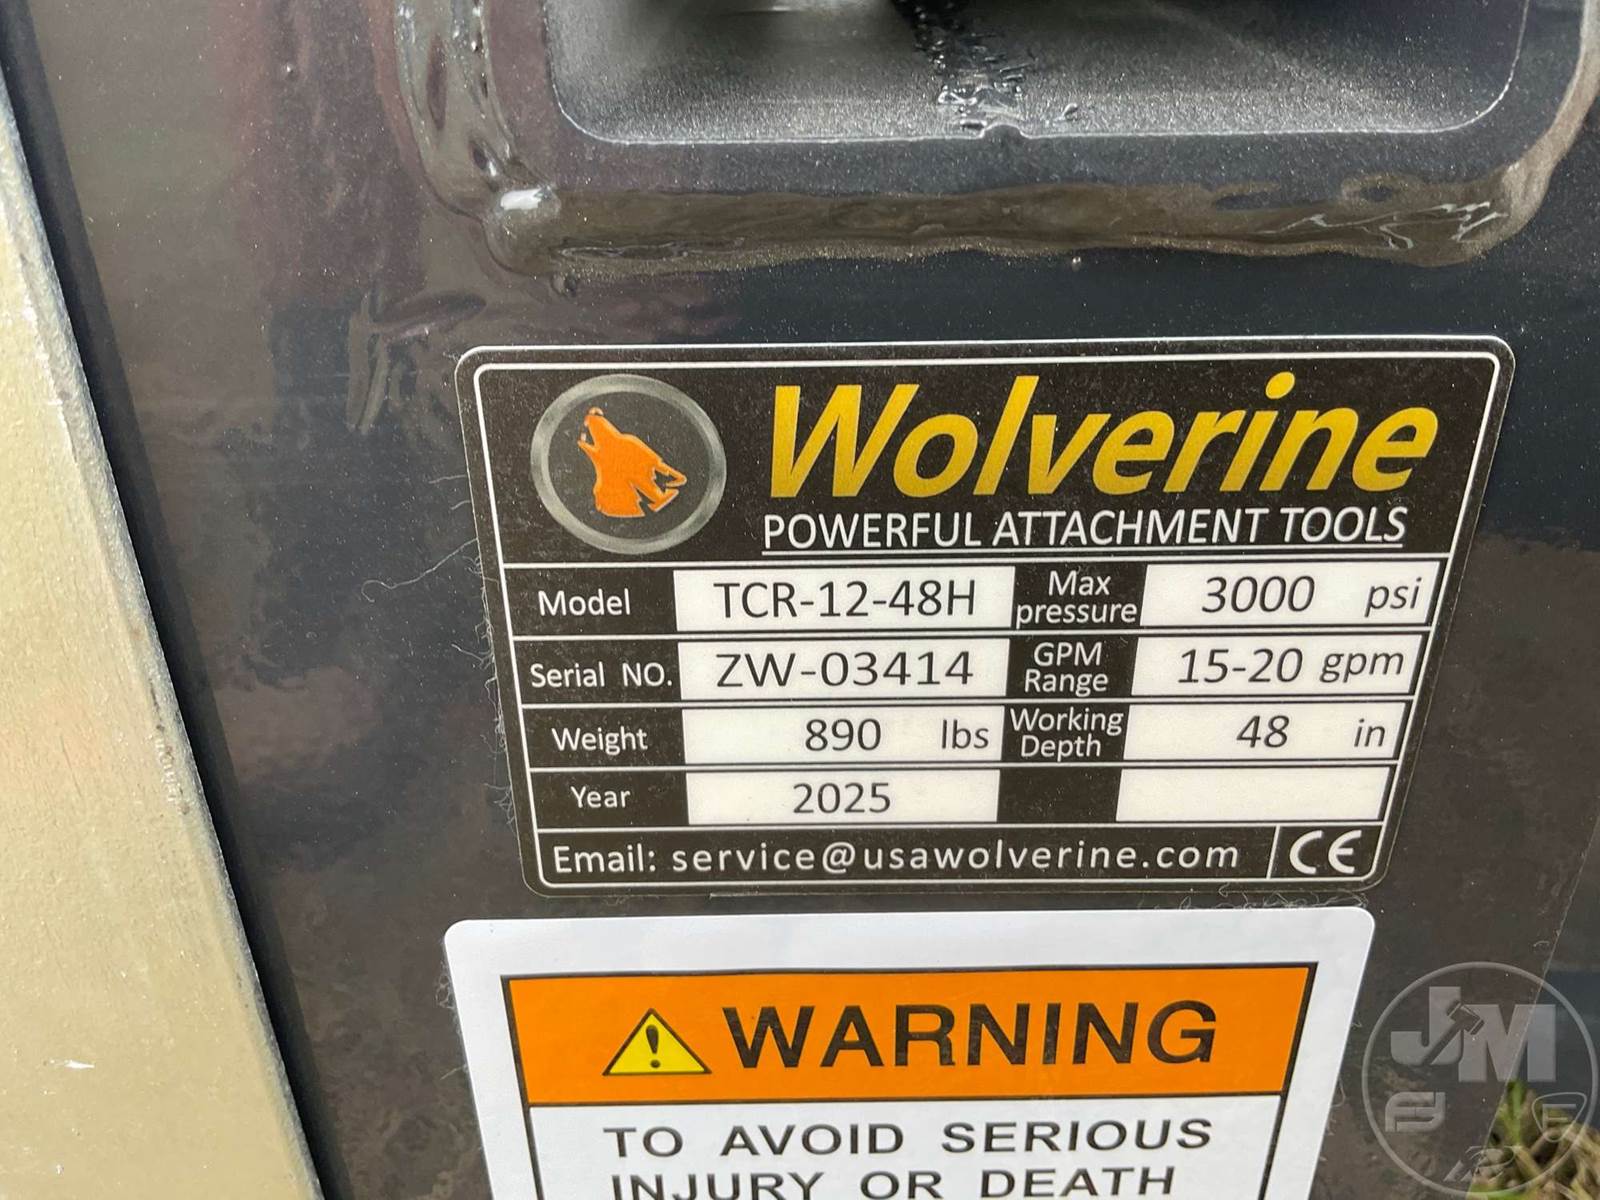 Wolverine
POWERFUL ATTACHMENT TOOLS
Model TCR-12-48H Max pressure 3000 psi
Serial NO. ZW-03414 GPM Range 15-20 gpm
Weight 890 lbs Working Depth 48 in
Year 2025
Email: service@usawolverine.com CE
WARNING
TO AVOID SERIOUS
INJURY OR DEATH
JM